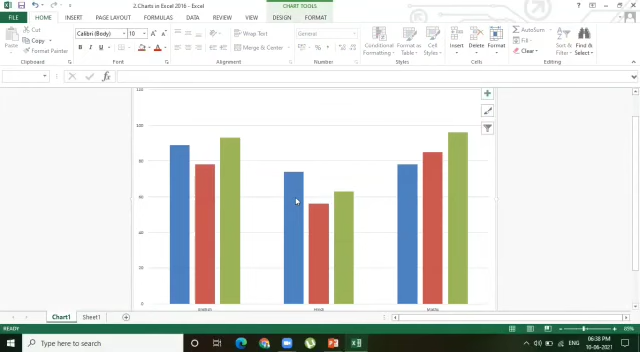 2.Charts in Excel 2016 - Excel
CHART TOOLS
FILE HOME INSERT PAGE LAYOUT FORMULAS DATA REVIEW VIEW DESIGN FORMAT
Cut
Copy
Format Painter
Paste
Calibri (Body) 10
B I U
Wrap Text
Merge & Center
General
Conditional Formatting
Format as Table
Cell Styles
Insert Delete Format
AutoSum
Fill
Clear
Sort & Filter
Find & Select
Clipboard Font Alignment Number Styles Cells Editing
fx
120
100
80
60
40
20
0
Chart1 Sheet1
READY
89%
Type here to search
ENG
06:38 PM
10-06-2021